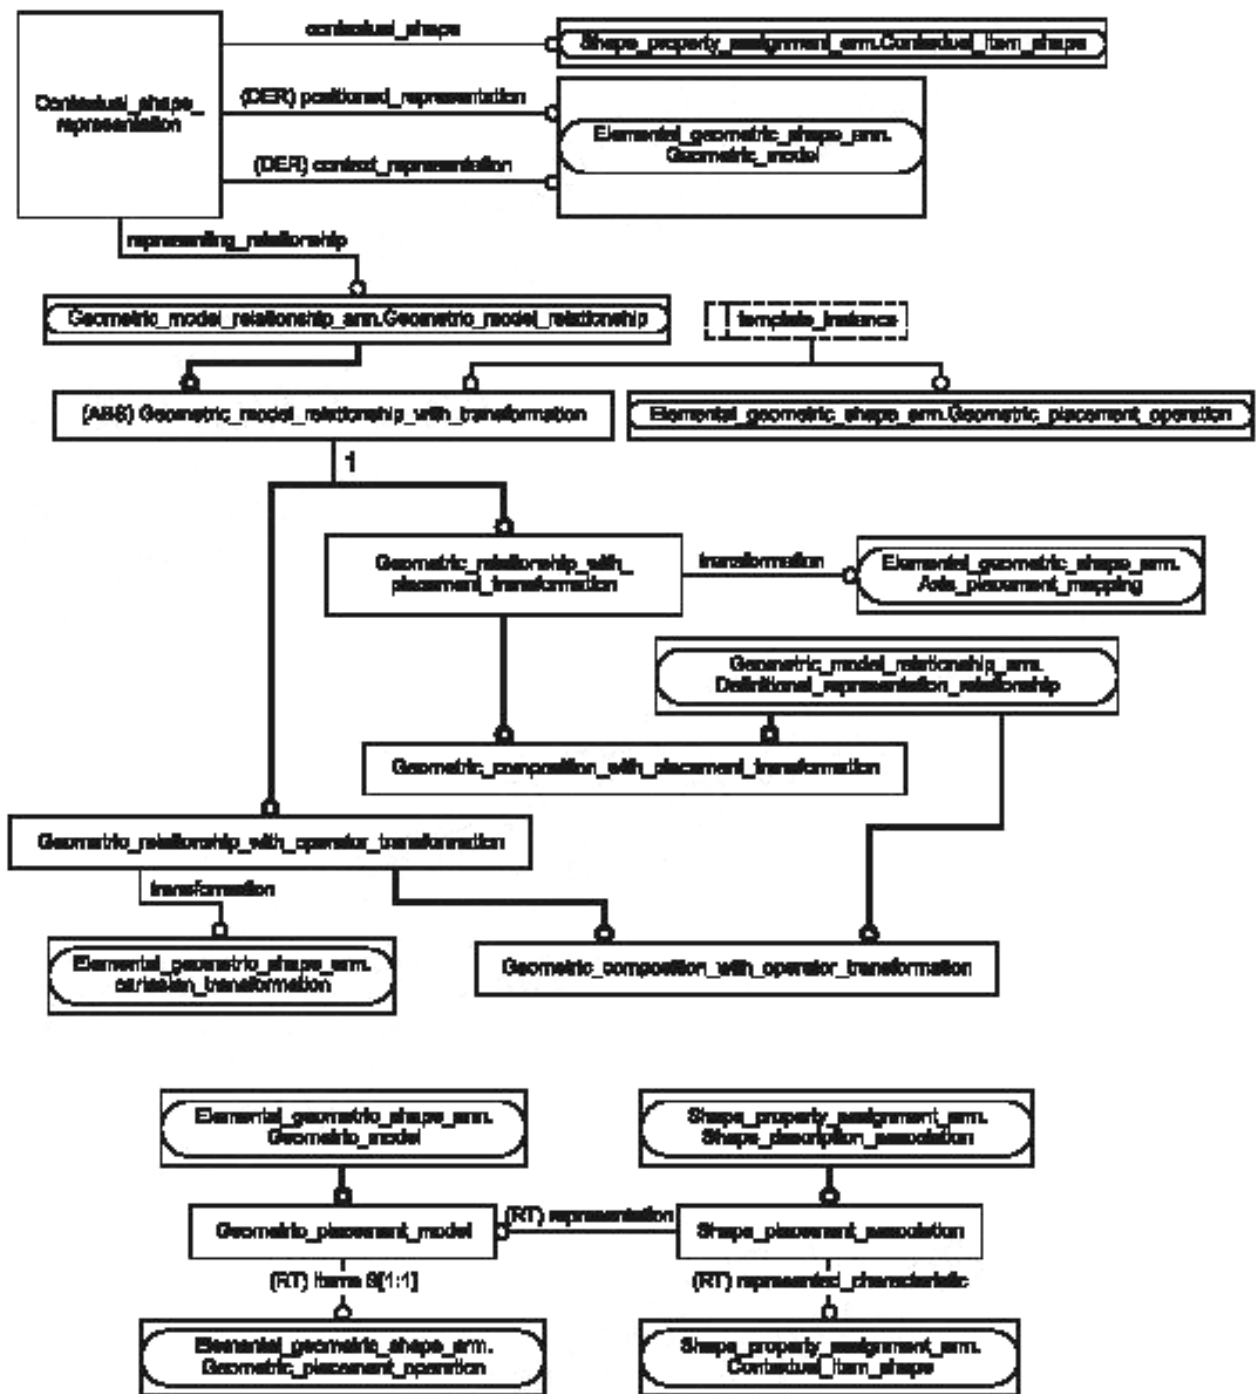 contextual_shape
Shape_property_assignment_arm.Contextual_item_shape
Contextual_shape_
representation
(DER) positioned_representation
Elemental_geometric_shape_arm.
Geometric_model
(DER) context_representation
representing_relationship
Geometric_model_relationship_arm.Geometric_model_relationship
template_instance
(ABS) Geometric_model_relationship_with_transformation
Elemental_geometric_shape_arm.Geometric_placement_operation
1
Geometric_relationship_with_
placement_transformation
transformation
Elemental_geometric_shape_arm.
Axis_placement_mapping
Geometric_model_relationship_arm.
Definitional_representation_relationship
Geometric_composition_with_placement_transformation
Geometric_relationship_with_operator_transformation
transformation
Elemental_geometric_shape_arm.
cartesian_transformation
Geometric_composition_with_operator_transformation
Elemental_geometric_shape_arm.
Geometric_model
Shape_property_assignment_arm.
Shape_description_association
Geometric_placement_model
(RT) representation
Shape_placement_association
(RT) items S[1:1]
(RT) represented_characteristic
Elemental_geometric_shape_arm.
Geometric_placement_operation
Shape_property_assignment_arm.
Contextual_item_shape